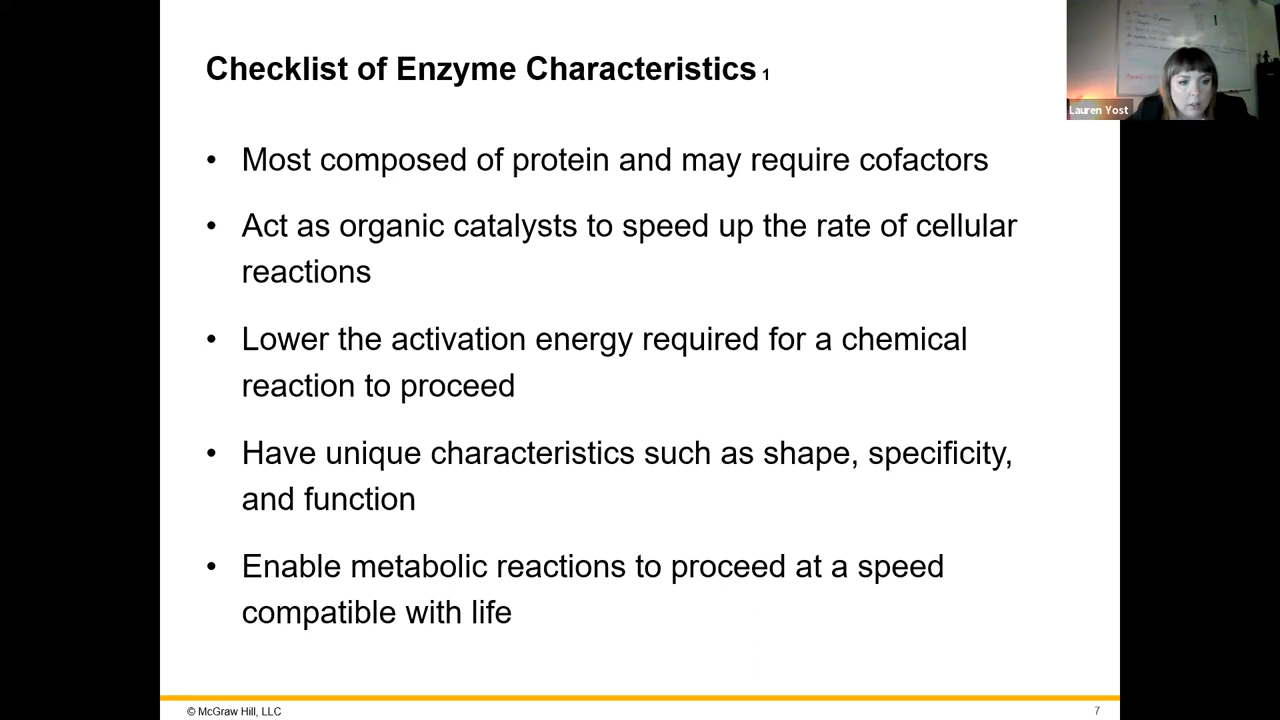 Checklist of Enzyme Characteristics 1
Lauren Yost
• Most composed of protein and may require cofactors
• Act as organic catalysts to speed up the rate of cellular
reactions
• Lower the activation energy required for a chemical
reaction to proceed
• Have unique characteristics such as shape, specificity,
and function
• Enable metabolic reactions to proceed at a speed
compatible with life
© McGraw Hill, LLC
7